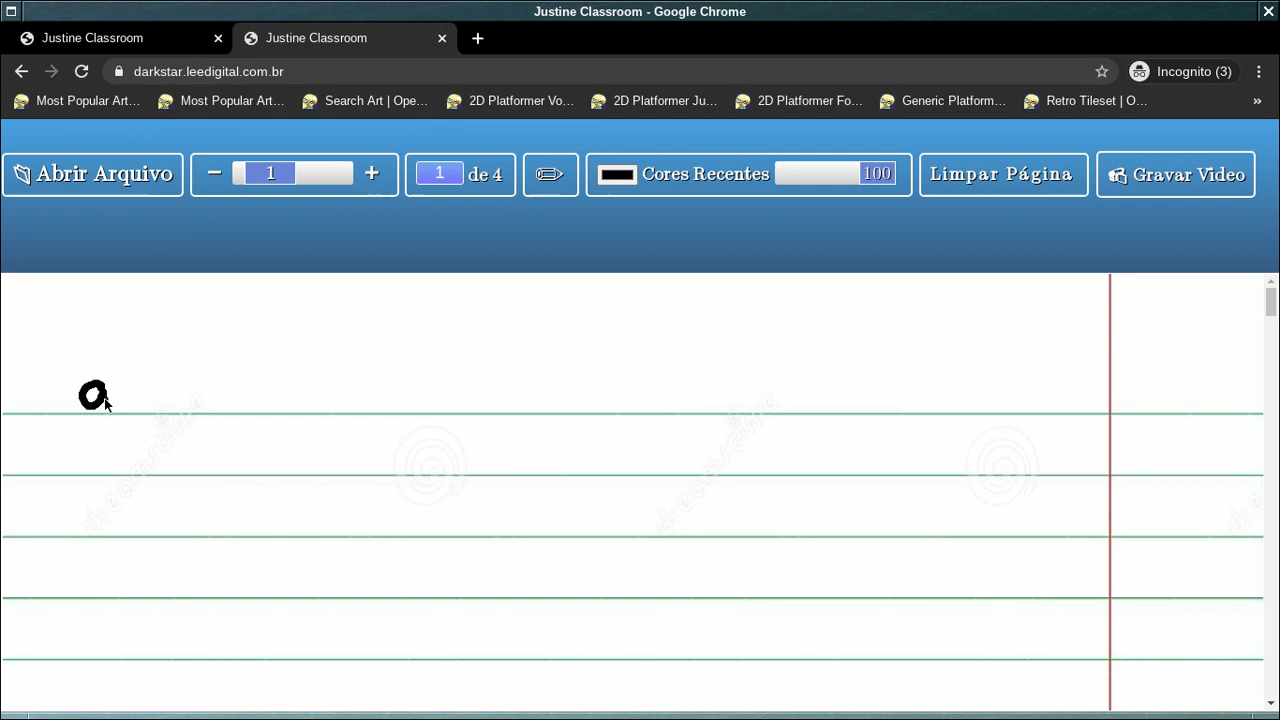 Justine Classroom - Google Chrome
Justine Classroom
Justine Classroom
darkstar.leedigital.com.br
Incognito (3)
Most Popular Art…
Most Popular Art…
Search Art | Ope…
2D Platformer Vo…
2D Platformer Ju…
2D Platformer Fo…
Generic Platform…
Retro Tileset | O…
»
Abrir Arquivo
− 1 +
1 de 4
Cores Recentes 100
Limpar Página
Gravar Video
o
dreamstime
dreamstime